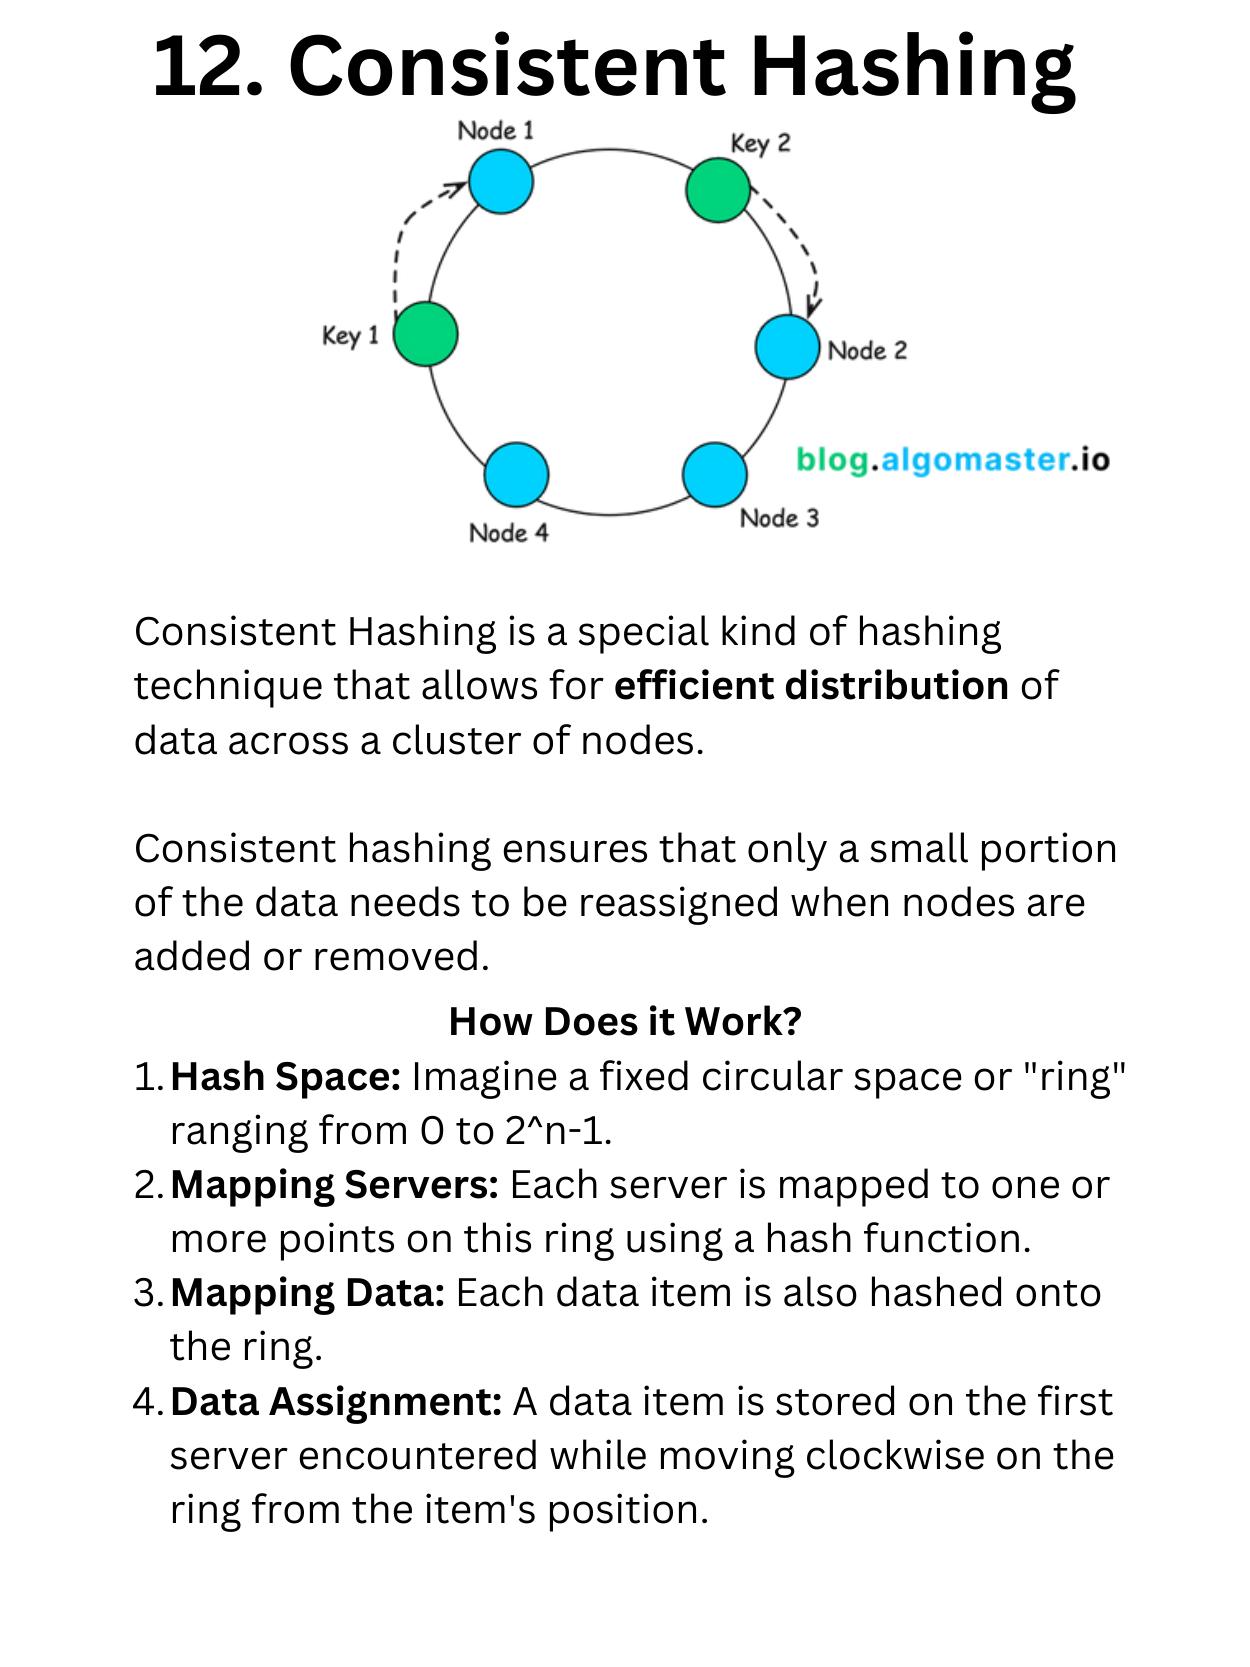 12. Consistent Hashing
Node 1
Key 2
Key 1
Node 2
blog.algomaster.io
Node 3
Node 4
Consistent Hashing is a special kind of hashing
technique that allows for efficient distribution of
data across a cluster of nodes.
Consistent hashing ensures that only a small portion
of the data needs to be reassigned when nodes are
added or removed.
How Does it Work?
1. Hash Space: Imagine a fixed circular space or "ring"
ranging from 0 to 2^n-1.
2. Mapping Servers: Each server is mapped to one or
more points on this ring using a hash function.
3. Mapping Data: Each data item is also hashed onto
the ring.
4. Data Assignment: A data item is stored on the first
server encountered while moving clockwise on the
ring from the item's position.